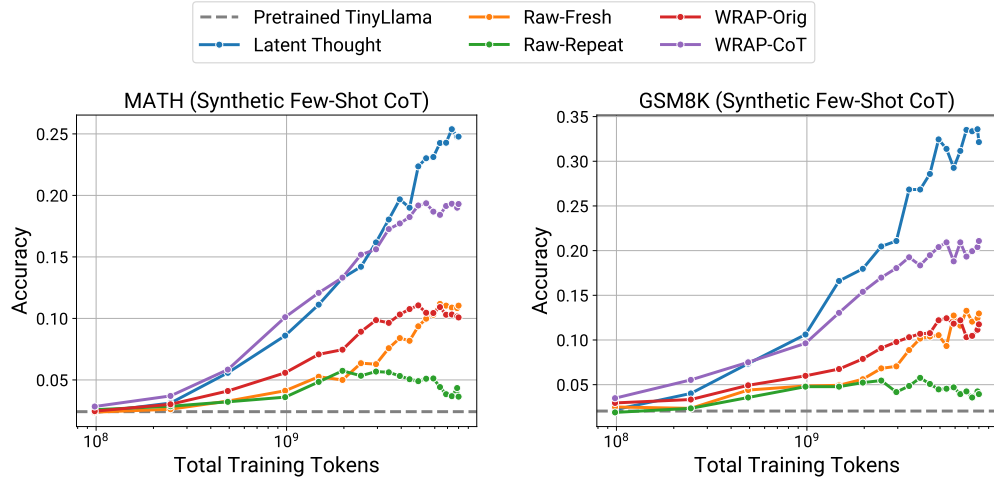 Pretrained TinyLlama
Latent Thought
Raw-Fresh
Raw-Repeat
WRAP-Orig
WRAP-CoT
MATH (Synthetic Few-Shot CoT)
0.25
0.20
0.15
0.10
0.05
Accuracy
10⁸
10⁹
Total Training Tokens
GSM8K (Synthetic Few-Shot CoT)
0.35
0.30
0.25
0.20
0.15
0.10
0.05
Accuracy
10⁸
10⁹
Total Training Tokens